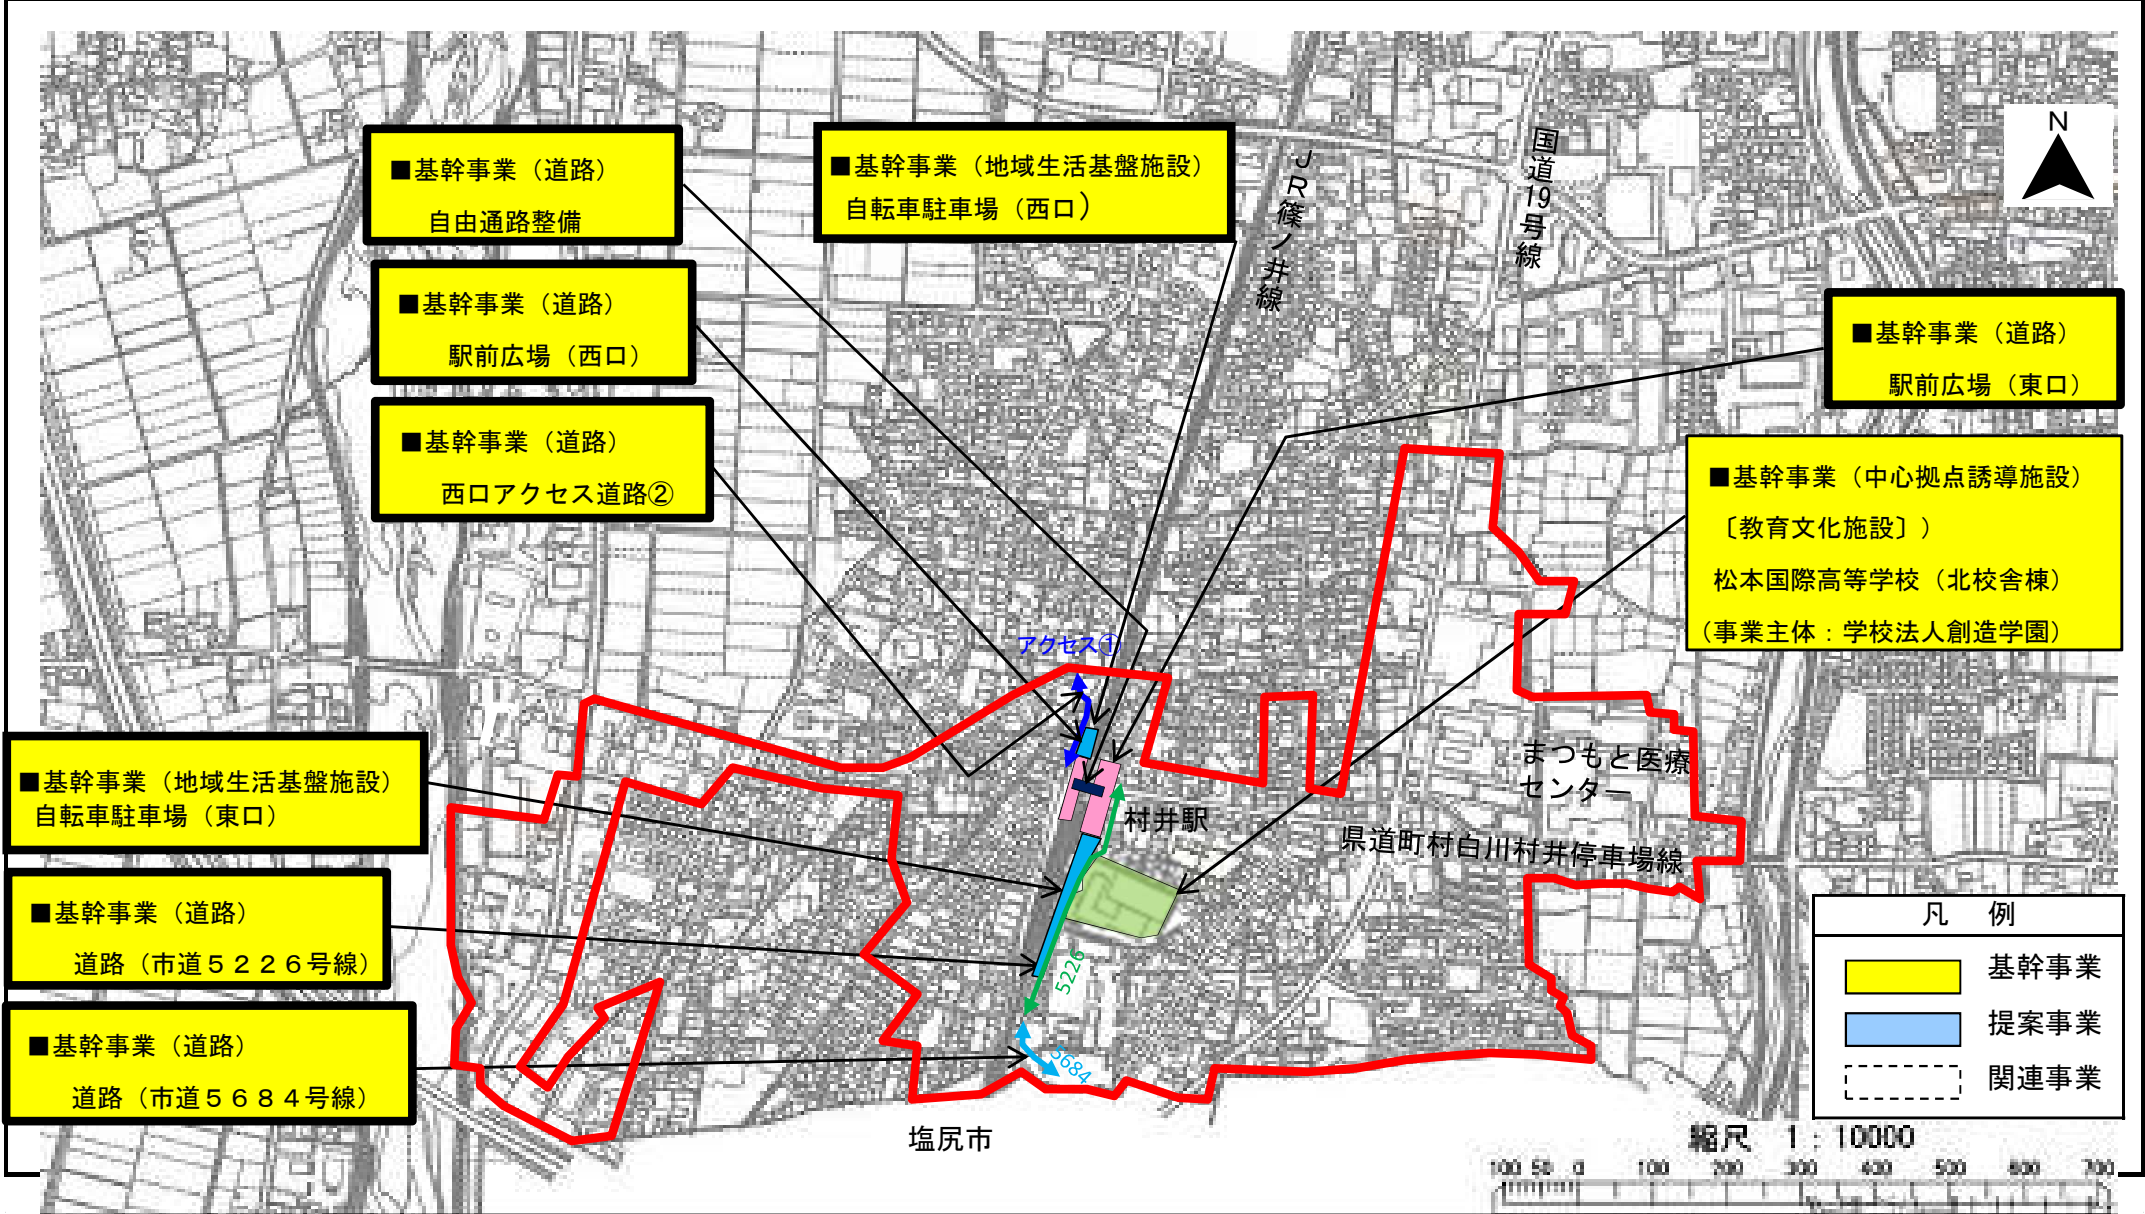 ■基幹事業（道路）
自由通路整備
■基幹事業（地域生活基盤施設）
自転車駐車場（西口）
JR篠ノ井線
国道19号線
N
■基幹事業（道路）
駅前広場（西口）
■基幹事業（道路）
駅前広場（東口）
■基幹事業（道路）
西口アクセス道路②
■基幹事業（中心拠点誘導施設）
〔教育文化施設〕）
松本国際高等学校（北校舎棟）
（事業主体：学校法人創造学園）
アクセス①
まつもと医療
センター
■基幹事業（地域生活基盤施設）
自転車駐車場（東口）
村井駅
県道町村白川村井停車場線
■基幹事業（道路）
道路（市道５２２６号線）
5226
■基幹事業（道路）
道路（市道５６８４号線）
5684
塩尻市
凡 例
基幹事業
提案事業
関連事業
縮尺 1：10000
100 50 0 100 200 300 400 500 600 700